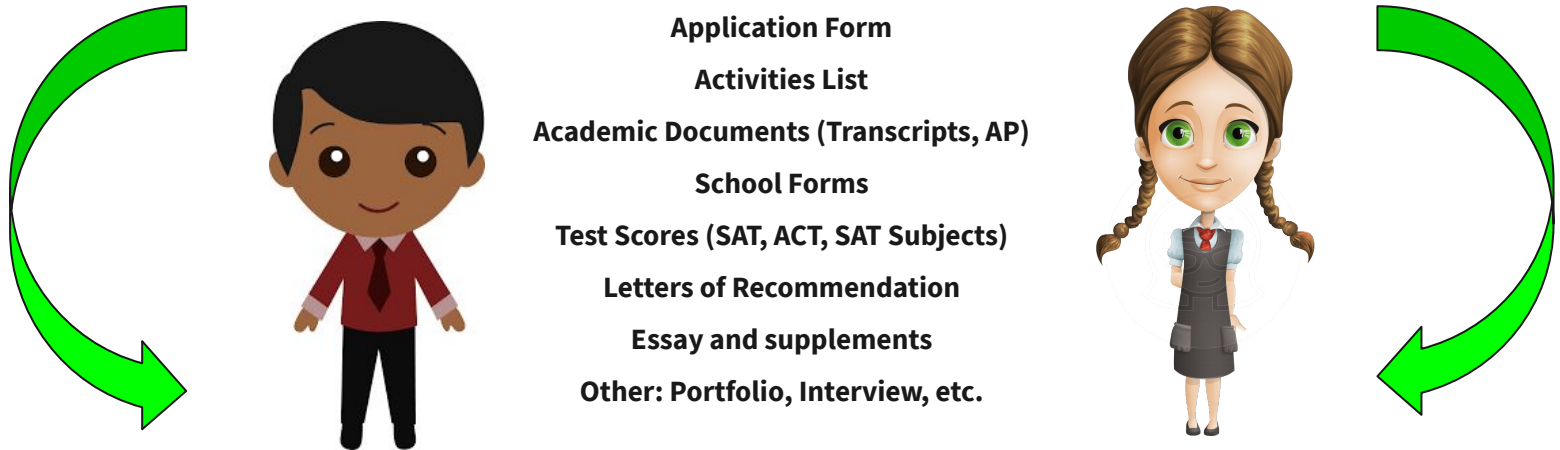 Application Form
Activities List
Academic Documents (Transcripts, AP)
School Forms
Test Scores (SAT, ACT, SAT Subjects)
Letters of Recommendation
Essay and supplements
Other: Portfolio, Interview, etc.